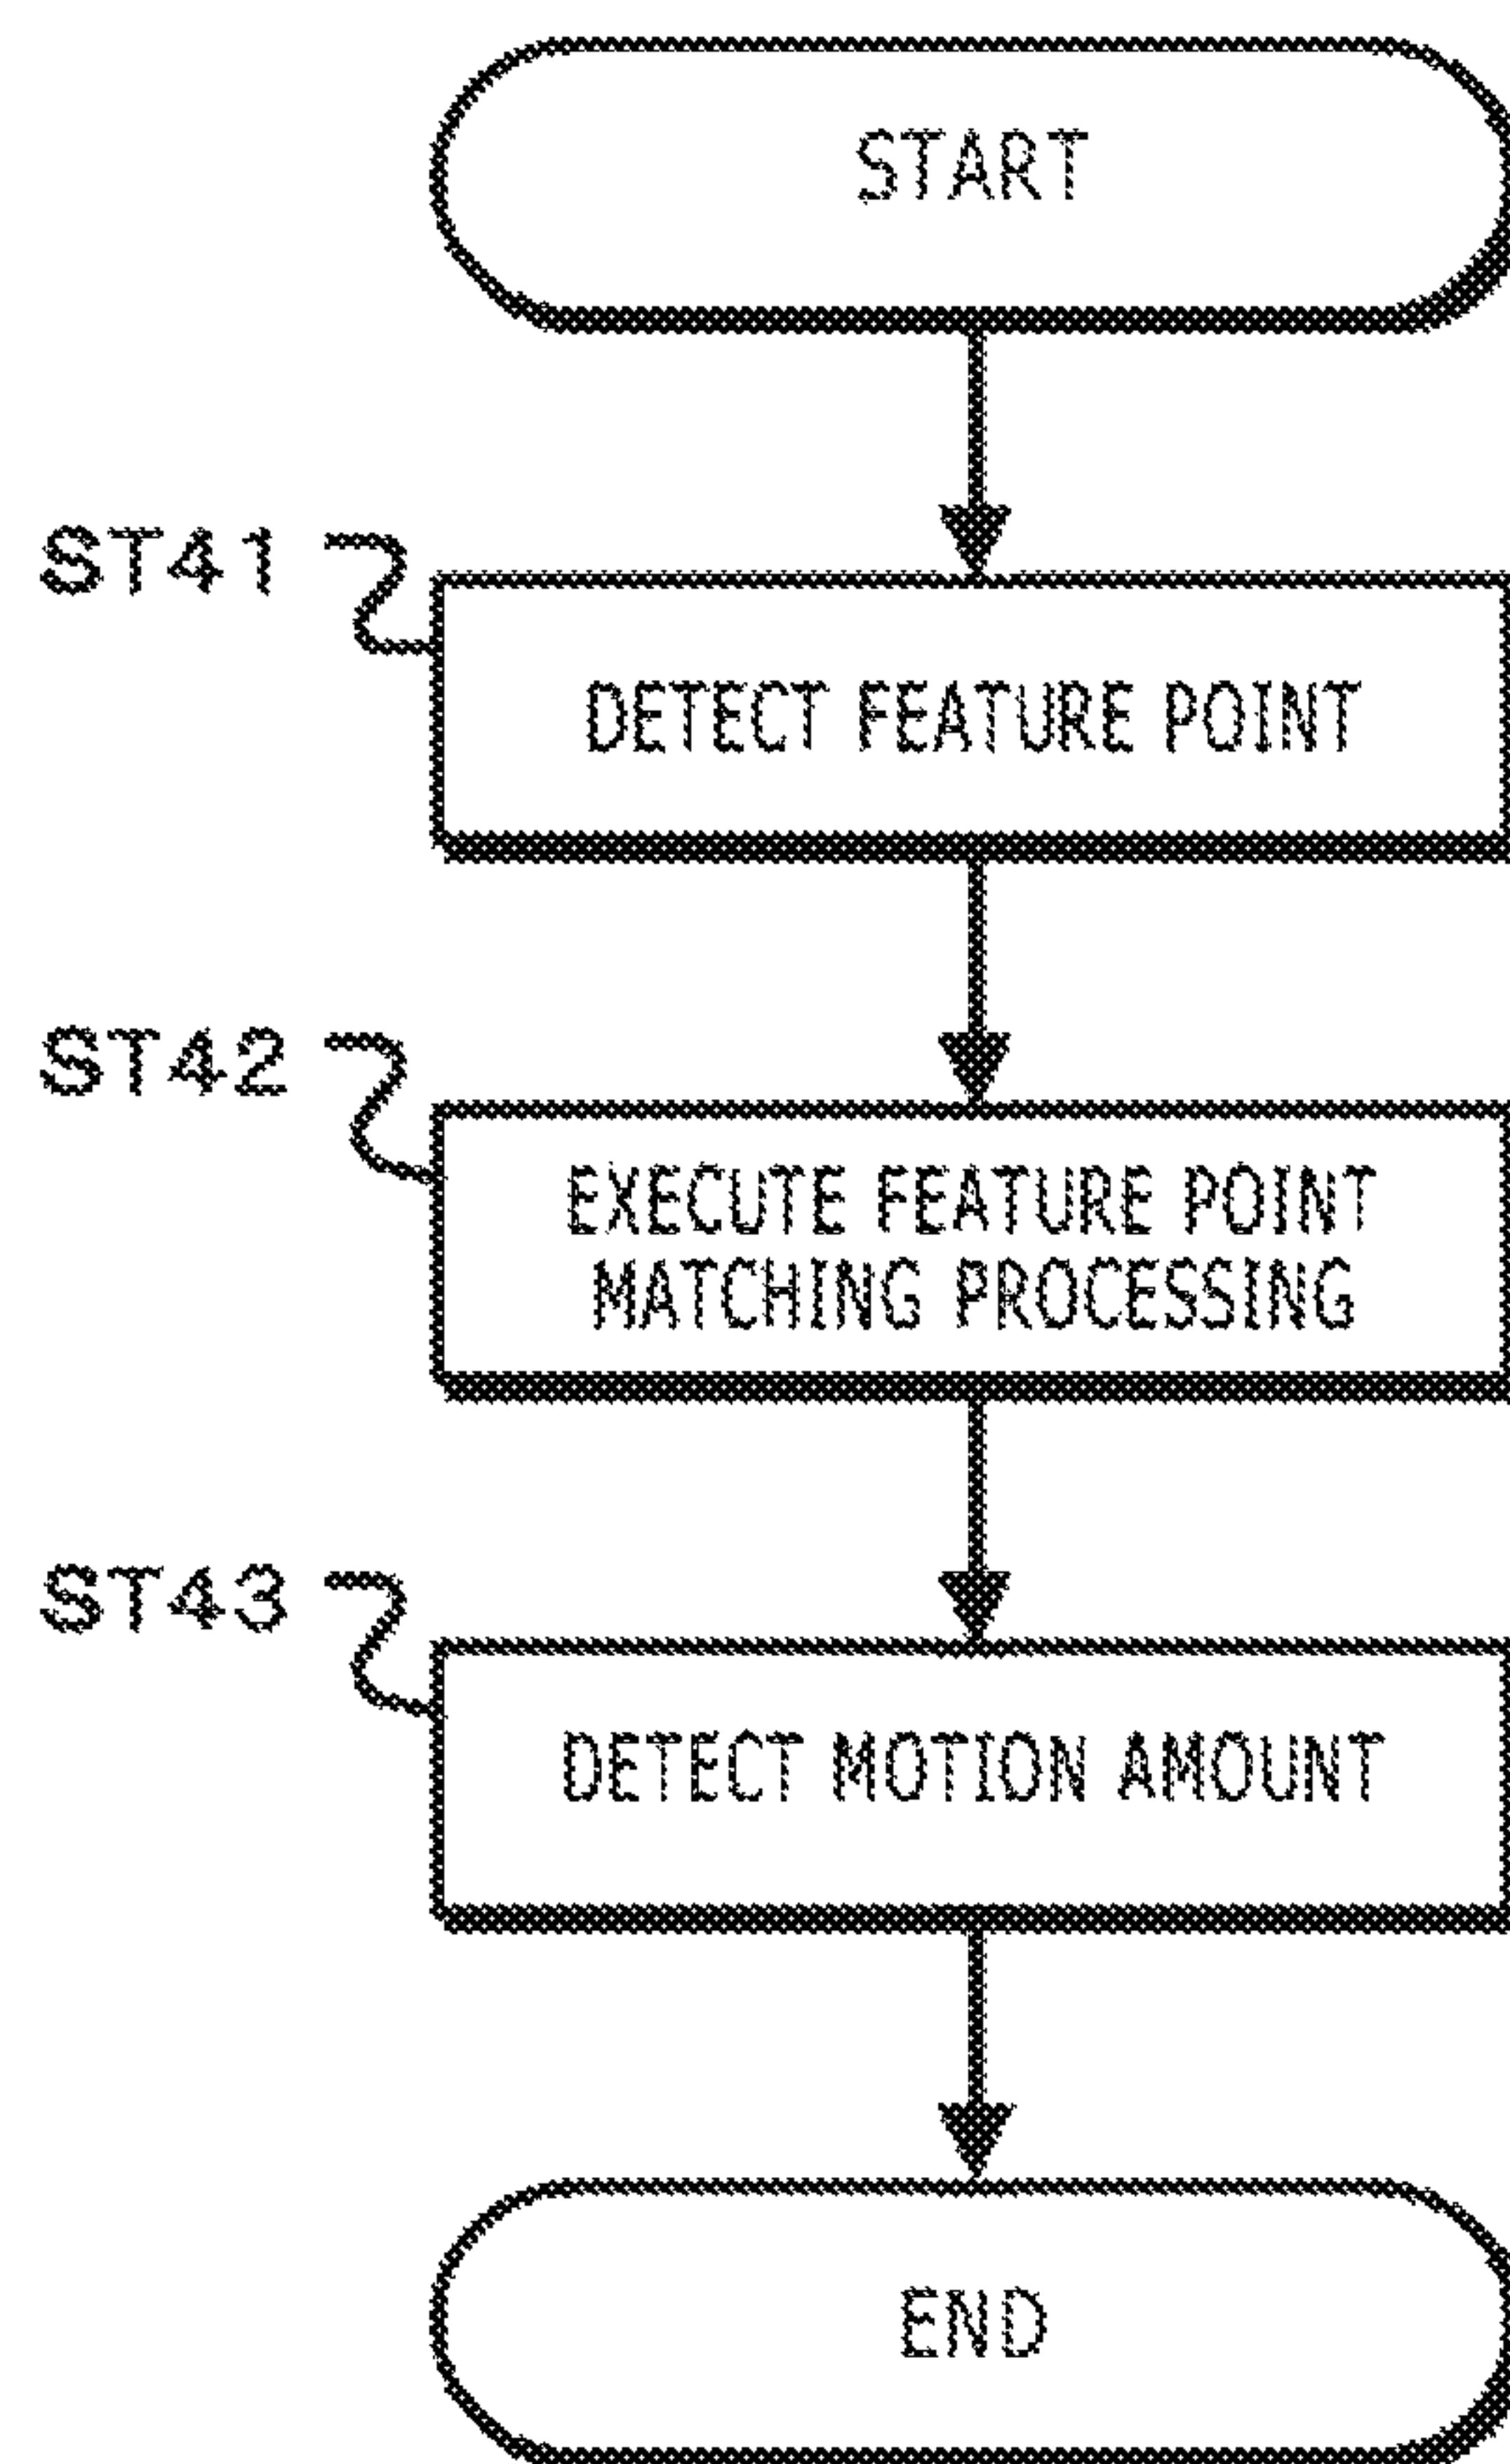 START
ST41
DETECT FEATURE POINT
ST42
EXECUTE FEATURE POINT
MATCHING PROCESSING
ST43
DETECT MOTION AMOUNT
END